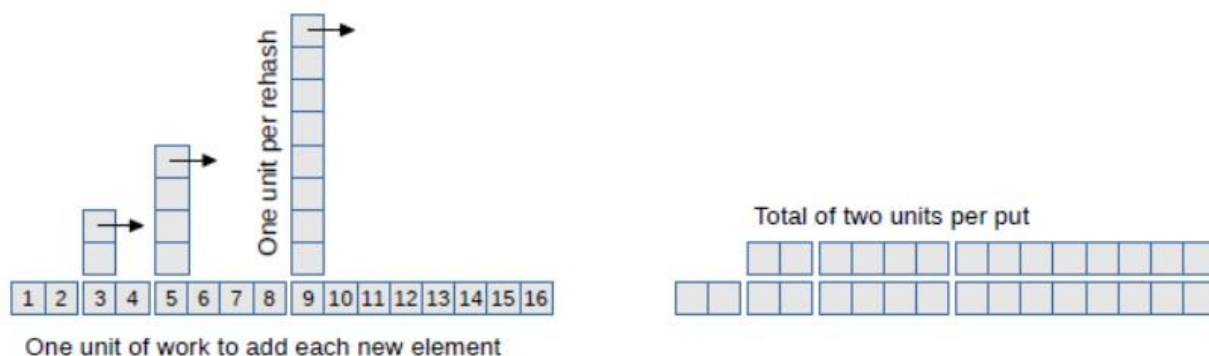 One unit per rehash
1 2 3 4 5 6 7 8 9 10 11 12 13 14 15 16
One unit of work to add each new element
Total of two units per put